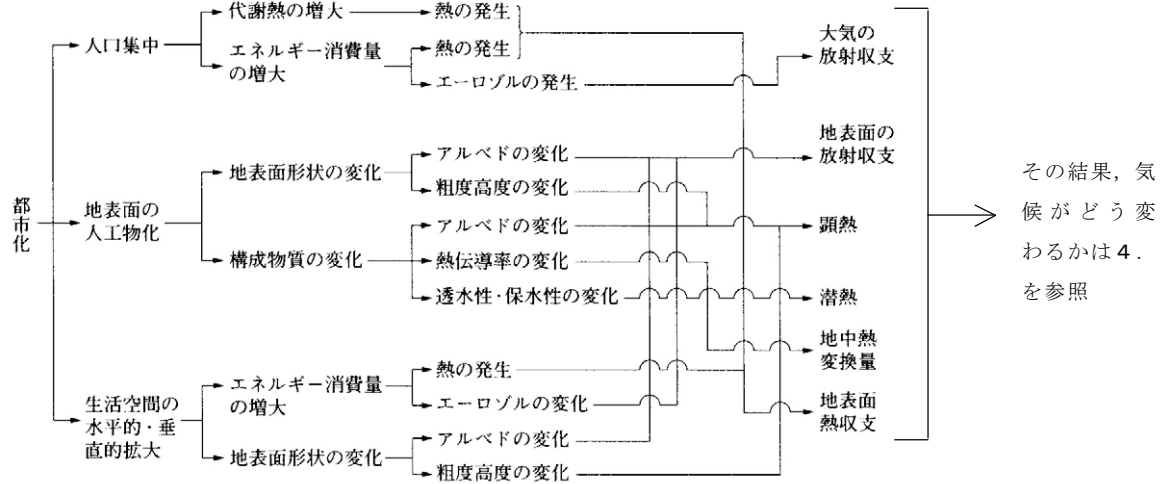 都市化
人口集中
代謝熱の増大
熱の発生
エネルギー消費量
の増大
熱の発生
エーロゾルの発生
地表面の
人工物化
地表面形状の変化
アルベドの変化
粗度高度の変化
構成物質の変化
アルベドの変化
熱伝導率の変化
透水性·保水性の変化
生活空間の
水平的·垂
直的拡大
エネルギー消費量
の増大
熱の発生
エーロゾルの変化
地表面形状の変化
アルベドの変化
粗度高度の変化
大気の
放射収支
地表面の
放射収支
顕熱
潜熱
地中熱
変換量
地表面
熱収支
その結果，気
候がどう変
わるかは４．
を参照